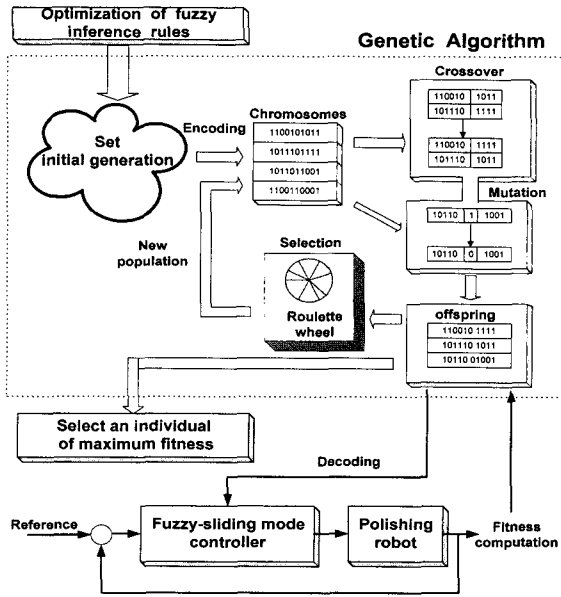 Optimization of fuzzy
inference rules
Genetic Algorithm
Crossover
110010 1011
101110 1111
110010 1111
101110 1011
Chromosomes
1100101011
1011101111
1011011001
1100110001
Encoding
Set
initial generation
Mutation
10110 1 1001
10110 0 1001
New
population
Selection
Roulette
wheel
offspring
110010 1111
101110 1011
10110 01001
Select an individual
of maximum fitness
Decoding
Reference
Fuzzy-sliding mode
controller
Polishing
robot
Fitness
computation